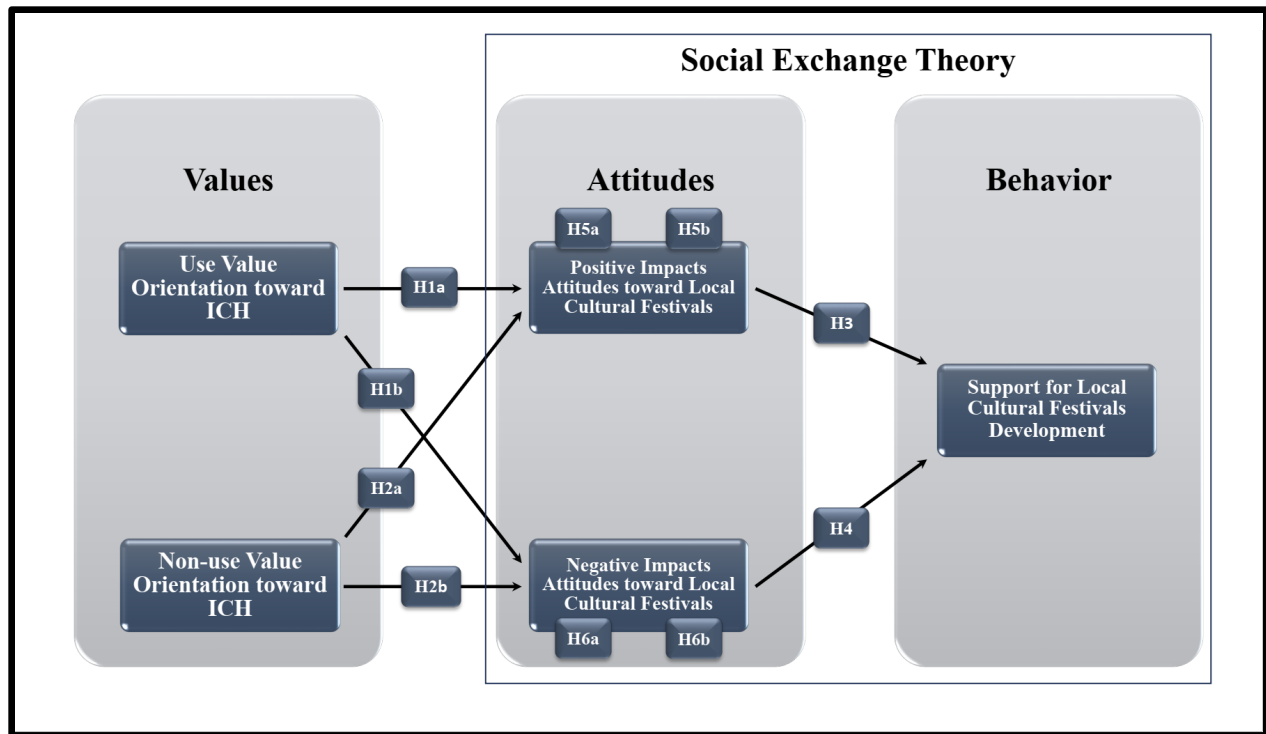 Social Exchange Theory
Values
Attitudes
Behavior
H5a
H5b
Use Value
Orientation toward
ICH
H1a
Positive Impacts
Attitudes toward Local
Cultural Festivals
H3
H1b
Support for Local
Cultural Festivals
Development
H2a
H4
Non-use Value
Orientation toward
ICH
H2b
Negative Impacts
Attitudes toward Local
Cultural Festivals
H6a
H6b